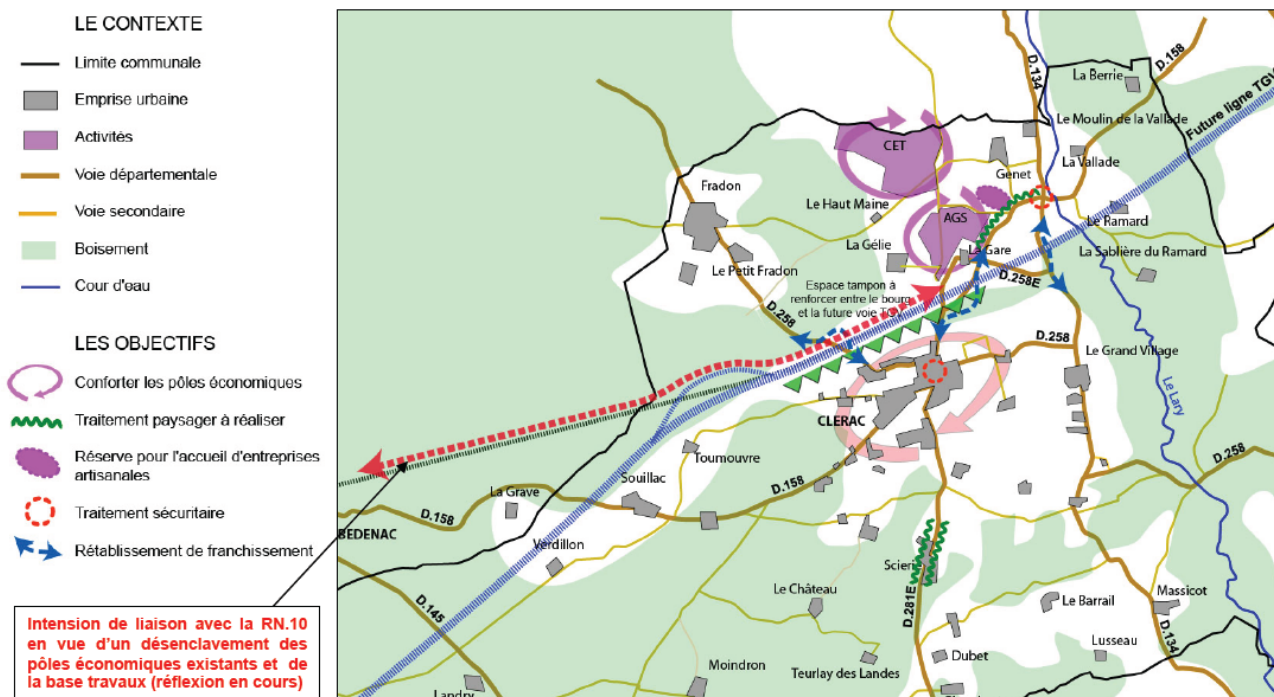 LE CONTEXTE
Limite communale
Emprise urbaine
Activités
Voie départementale
Voie secondaire
Boisement
Cour d'eau
LES OBJECTIFS
Conforter les pôles économiques
Traitement paysager à réaliser
Réserve pour l'accueil d'entreprises
artisanales
Traitement sécuritaire
Rétablissement de franchissement
Intension de liaison avec la RN.10
en vue d'un désenclavement des
pôles économiques existants et de
la base travaux (réflexion en cours)
D.134
D.158
La Berrie
Future ligne TGV
Le Moulin de la Vallade
CET
La Vallade
Genet
Fradon
Le Haut Maine
AGS
Le Ramard
La Gélie
La Gare
La Sablière du Ramard
Le Petit Fradon
D.258E
Espace tampon à
renforcer entre le bourg
et la future voie TGV
D.258
D.258
Le Grand Village
Le Lary
CLERAC
Toumouvre
D.258
Souillac
La Grave
D.158
D.158
BEDENAC
Verdillon
Scierie
Le Château
D.145
D.281E
Le Barrail
Massicot
D.134
Lusseau
Dubet
Moindron
Teurlay des Landes
Landry